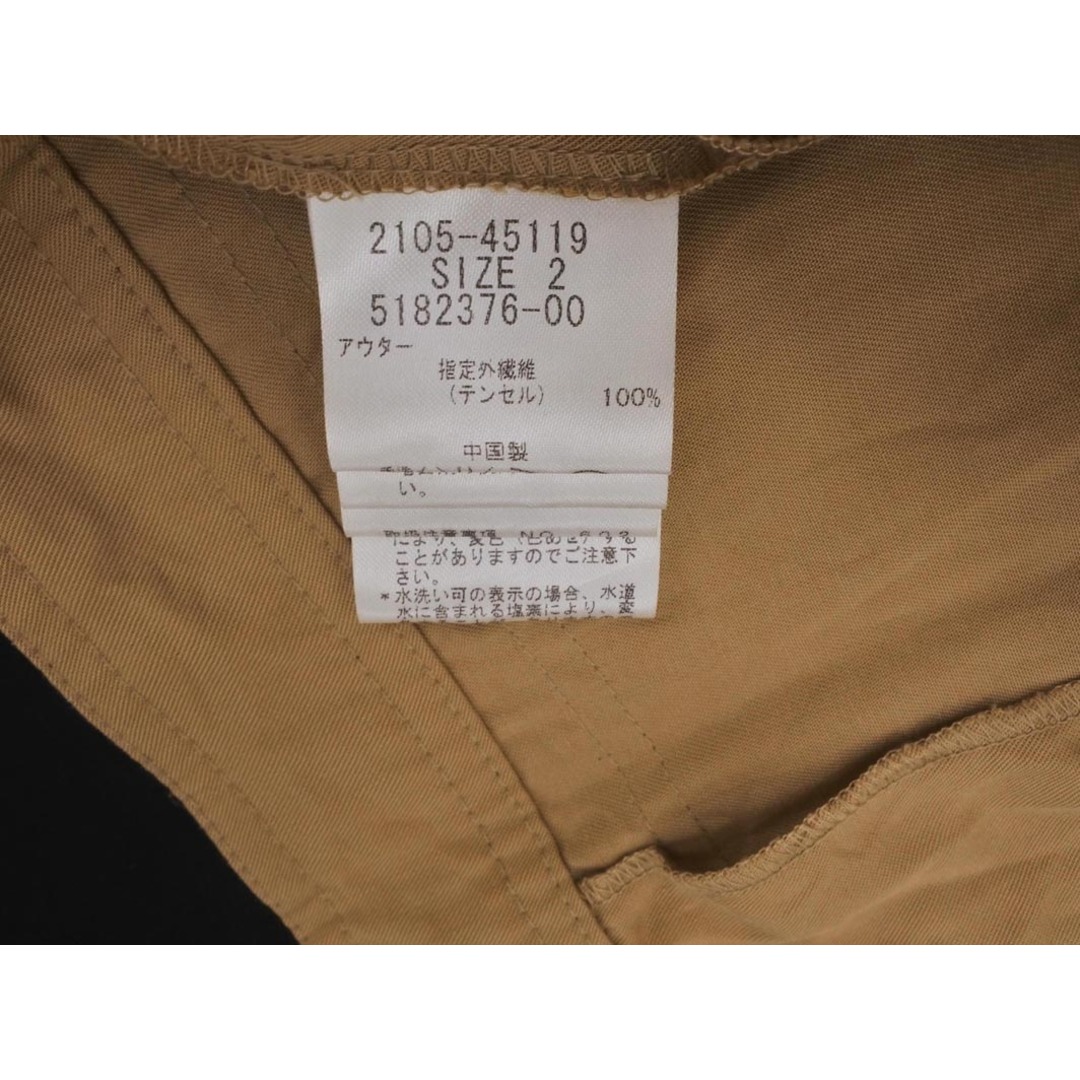 2105-45119
SIZE 2
5182376-00
アウター
指定外繊維
(テンセル) 100%
中国製
い。
ことがありますのでご注意下
さい。
*水洗い可の表示の場合、水道
水に含まれる塩素により、変